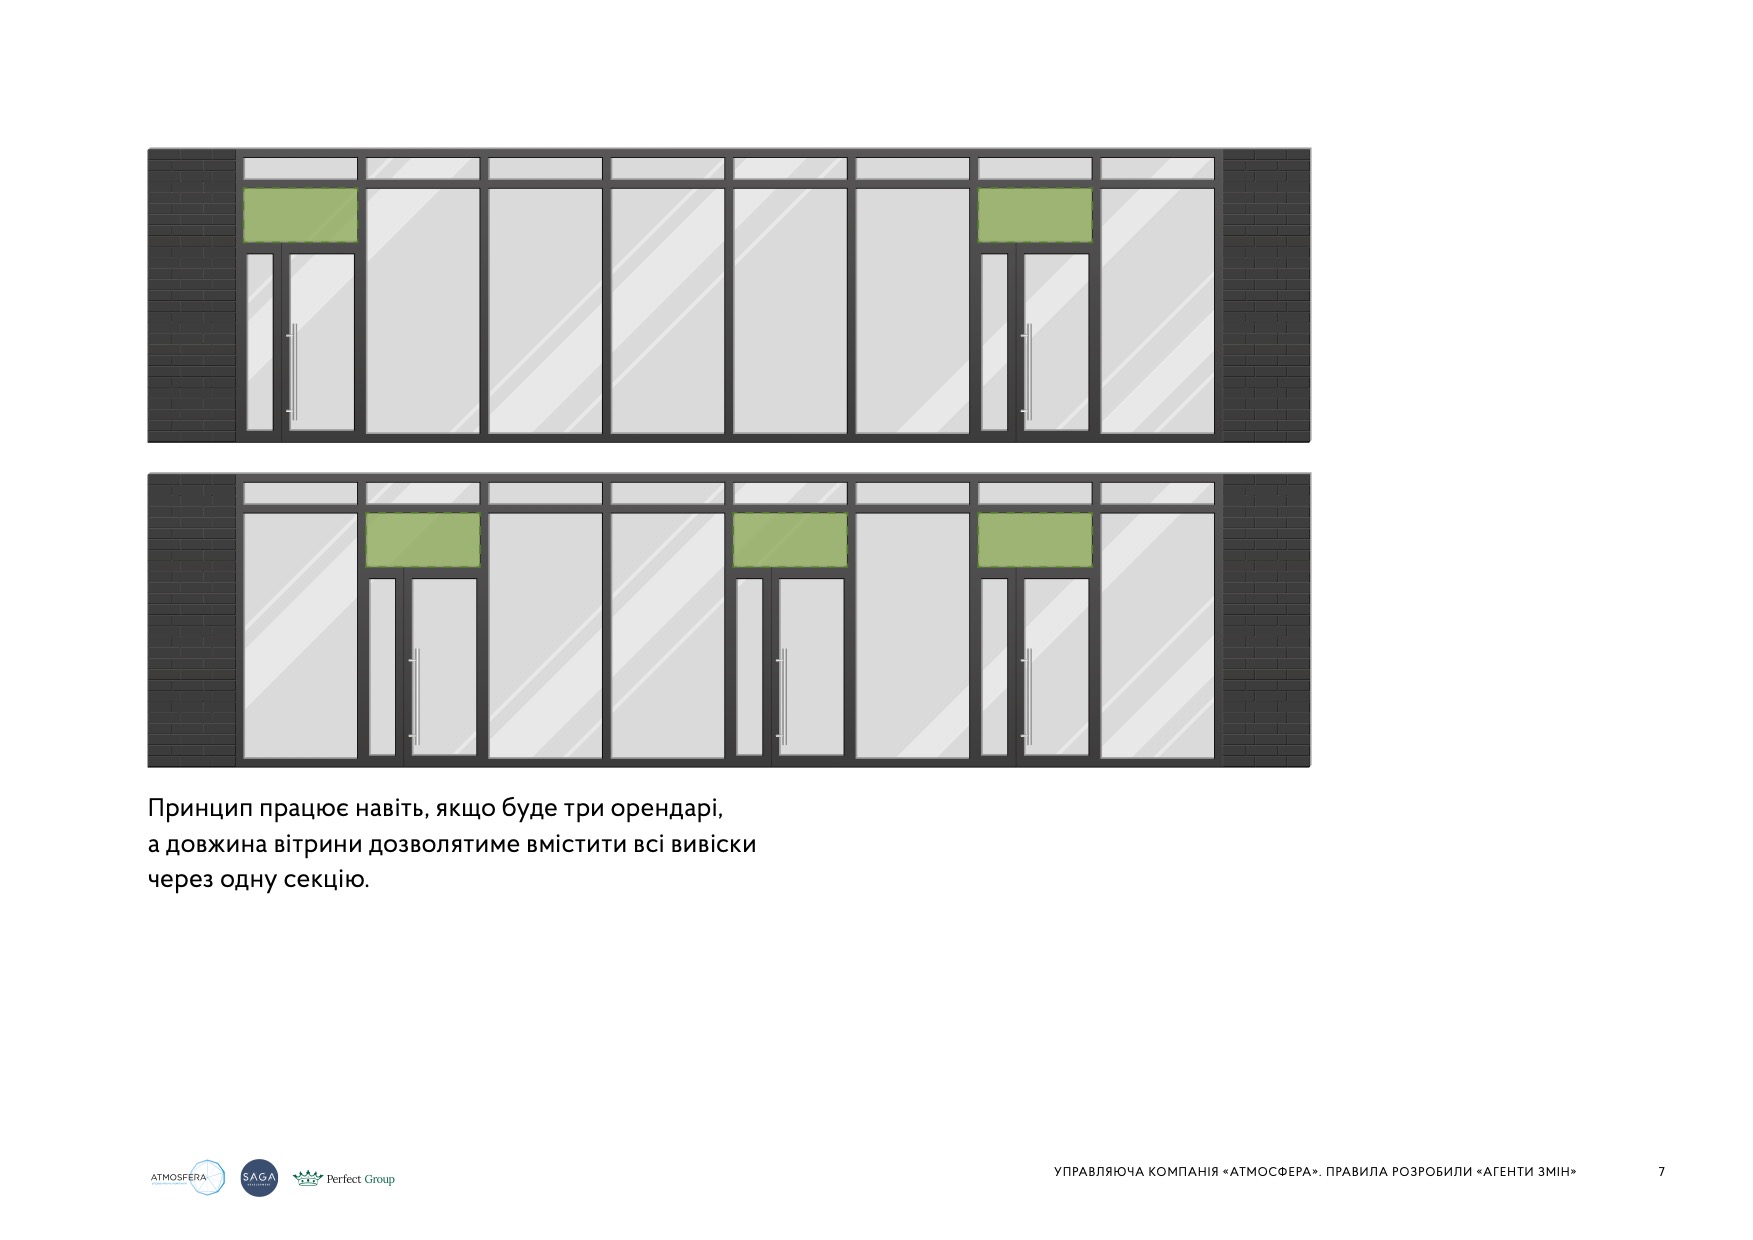 Принцип працює навіть, якщо буде три орендарі,
а довжина вітрини дозволятиме вмістити всі вивіски
через одну секцію.
ATMOSFERA
SAGA
DEVELOPMENT
Perfect Group
УПРАВЛЯЮЧА КОМПАНІЯ «АТМОСФЕРА». ПРАВИЛА РОЗРОБИЛИ «АГЕНТИ ЗМІН»
7